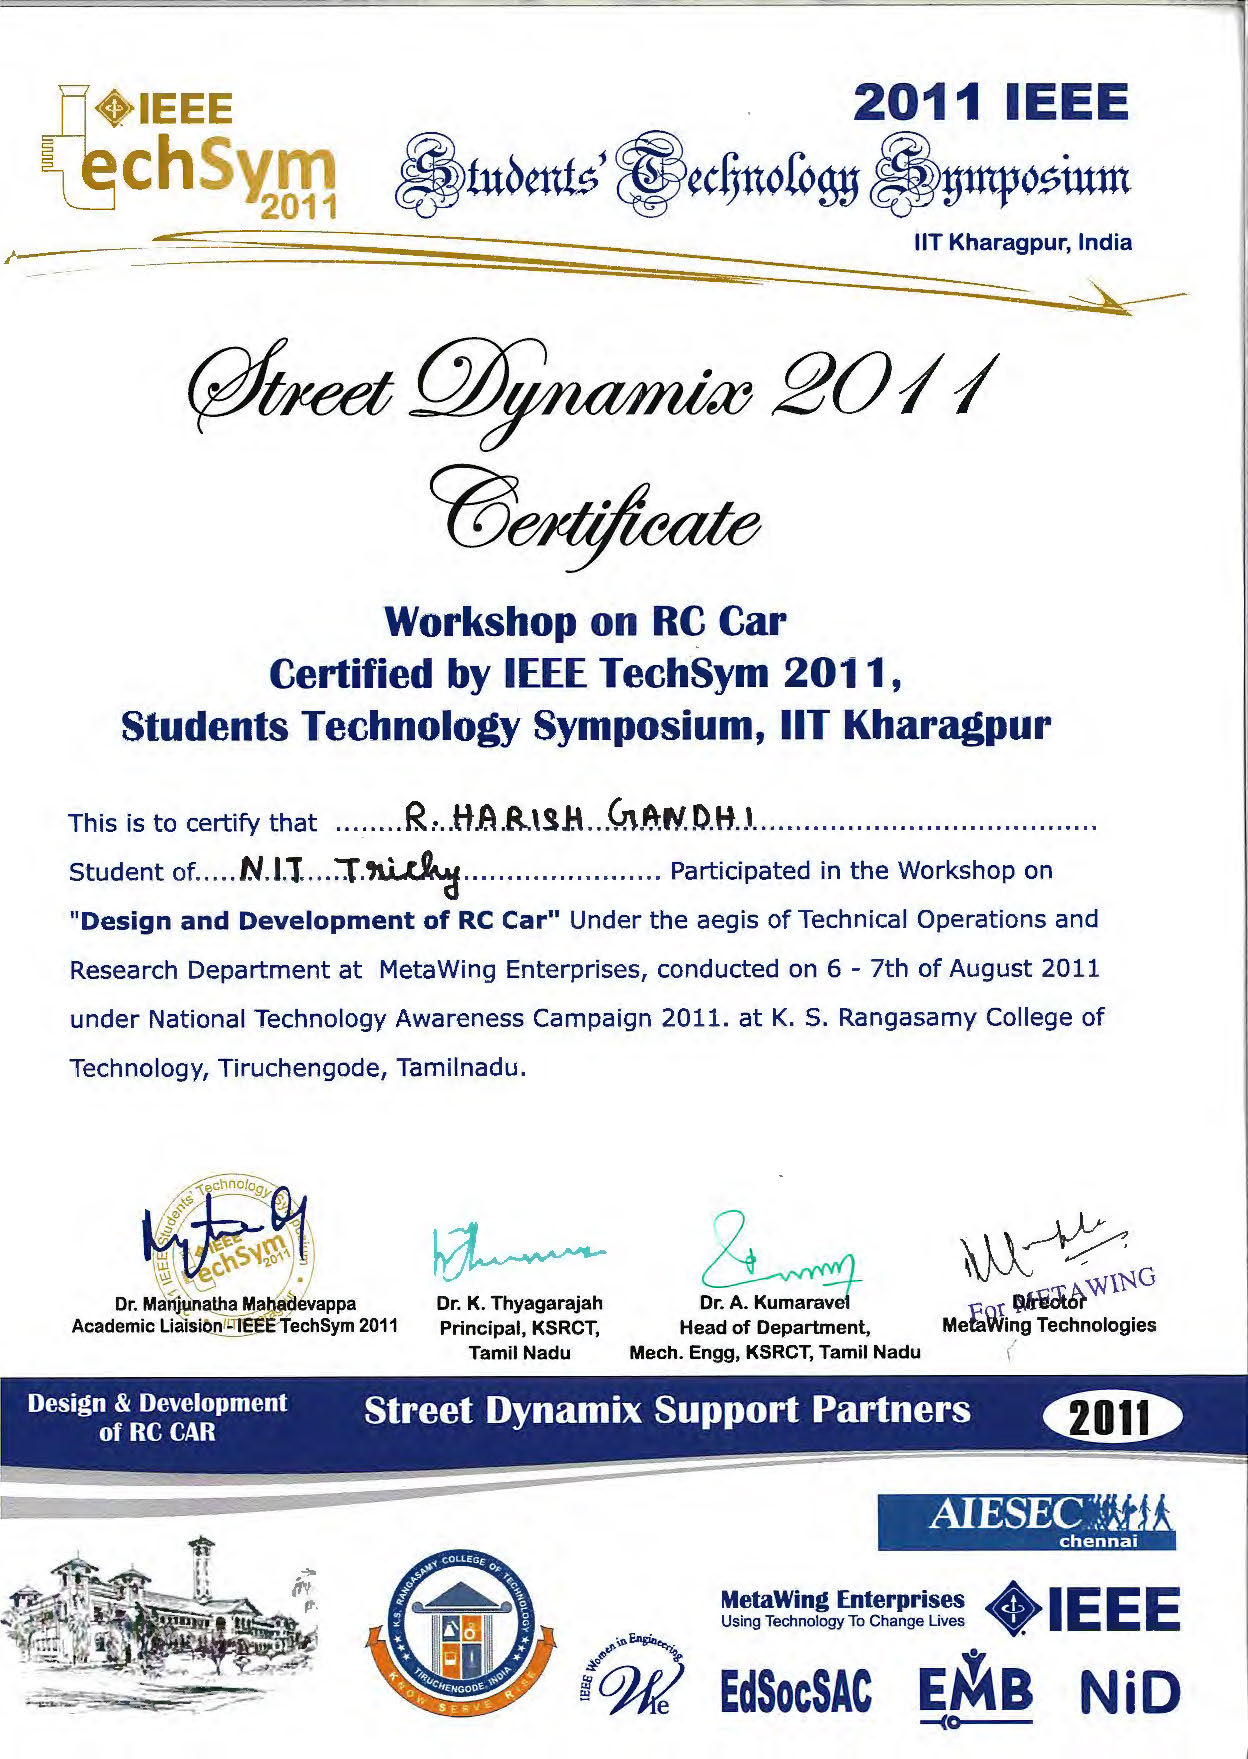 IEEE
TechSym
2011
2011 IEEE
Students' Technology Symposium
IIT Kharagpur, India
Street Dynamix 2011
Certificate
Workshop on RC Car
Certified by IEEE TechSym 2011,
Students Technology Symposium, IIT Kharagpur
This is to certify that ........R. HARISH GANDHI........
Student of.....NIT Trichy........ Participated in the Workshop on
"Design and Development of RC Car" Under the aegis of Technical Operations and
Research Department at MetaWing Enterprises, conducted on 6 - 7th of August 2011
under National Technology Awareness Campaign 2011. at K. S. Rangasamy College of
Technology, Tiruchengode, Tamilnadu.
IEEE Students' Technology Symposium
IEEE
TechSym
2011
Dr. Manjunatha Mahadevappa
Academic Liaision - IEEE TechSym 2011
Dr. K. Thyagarajah
Principal, KSRCT,
Tamil Nadu
Dr. A. Kumaravel
Head of Department,
Mech. Engg, KSRCT, Tamil Nadu
For METAWING
Director
MetaWing Technologies
Design & Development
of RC CAR
Street Dynamix Support Partners
2011
AIESEC
chennai
K.S. RANGASAMY COLLEGE OF TECHNOLOGY
TIRUCHENGODE, INDIA
KNOW SERVE RISE
IEEE Women in Engineering
We
MetaWing Enterprises
Using Technology To Change Lives
IEEE
EdSocSAC
EMB
NiD